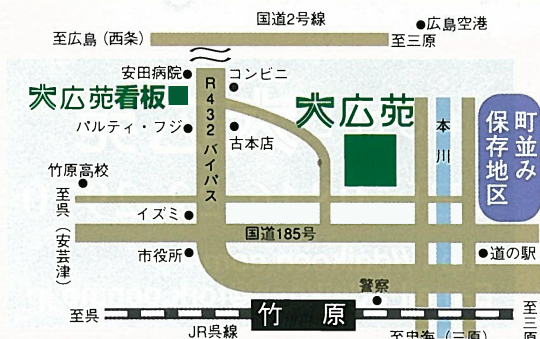 国道2号線
広島空港
至広島（西条）
至三原
安田病院
コンビニ
大広苑看板
大広苑
R432バイパス
パルティ・フジ
古本店
本川
町並み
保存地区
竹原高校
至呉（安芸津）
イズミ
国道185号
市役所
道の駅
警察
至呉
竹原
JR呉線
至忠海（三原）
至三原